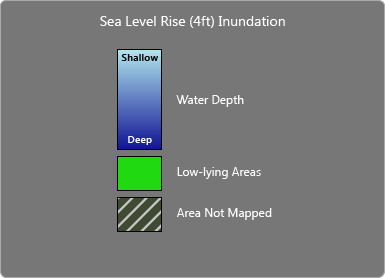 Sea Level Rise (4ft) Inundation
Shallow
Water Depth
Deep
Low-lying Areas
Area Not Mapped